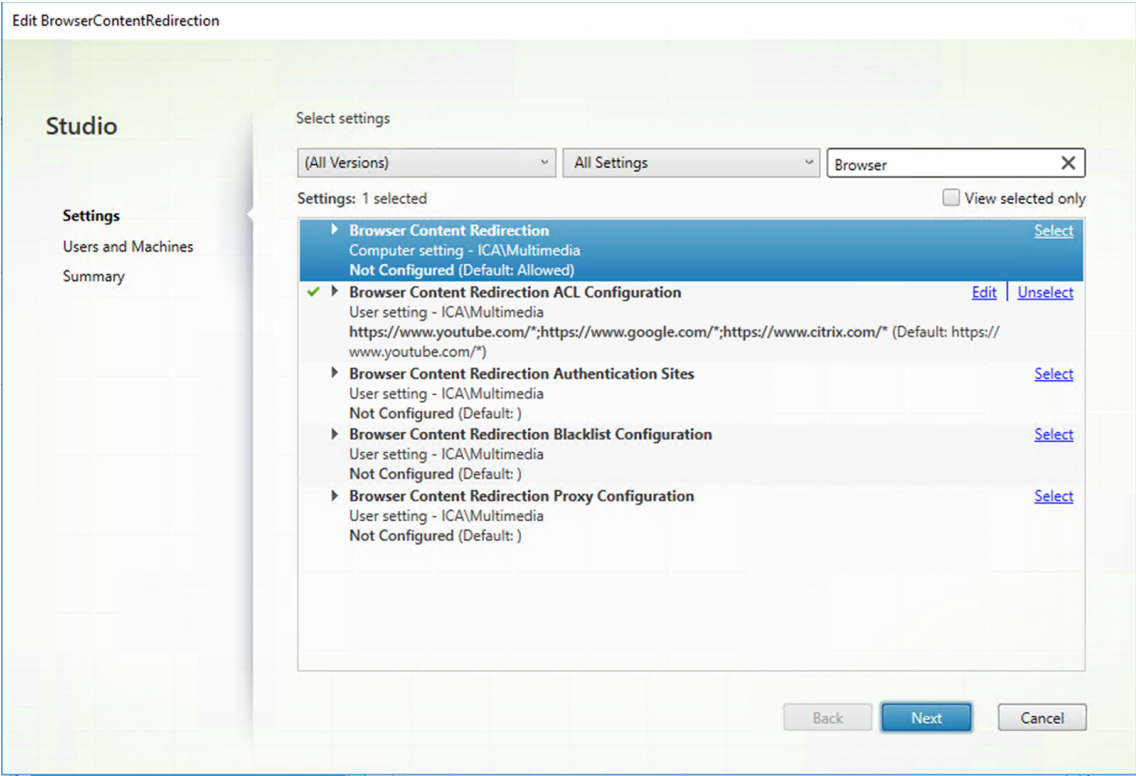 Edit BrowserContentRedirection
Studio
Settings
Users and Machines
Summary
Select settings
(All Versions)
All Settings
Browser
Settings: 1 selected
View selected only
Browser Content Redirection
Select
Computer setting - ICA\Multimedia
Not Configured (Default: Allowed)
Browser Content Redirection ACL Configuration
Edit | Unselect
User setting - ICA\Multimedia
https://www.youtube.com/*;https://www.google.com/*;https://www.citrix.com/* (Default: https://
www.youtube.com/*)
Browser Content Redirection Authentication Sites
Select
User setting - ICA\Multimedia
Not Configured (Default: )
Browser Content Redirection Blacklist Configuration
Select
User setting - ICA\Multimedia
Not Configured (Default: )
Browser Content Redirection Proxy Configuration
Select
User setting - ICA\Multimedia
Not Configured (Default: )
Back
Next
Cancel